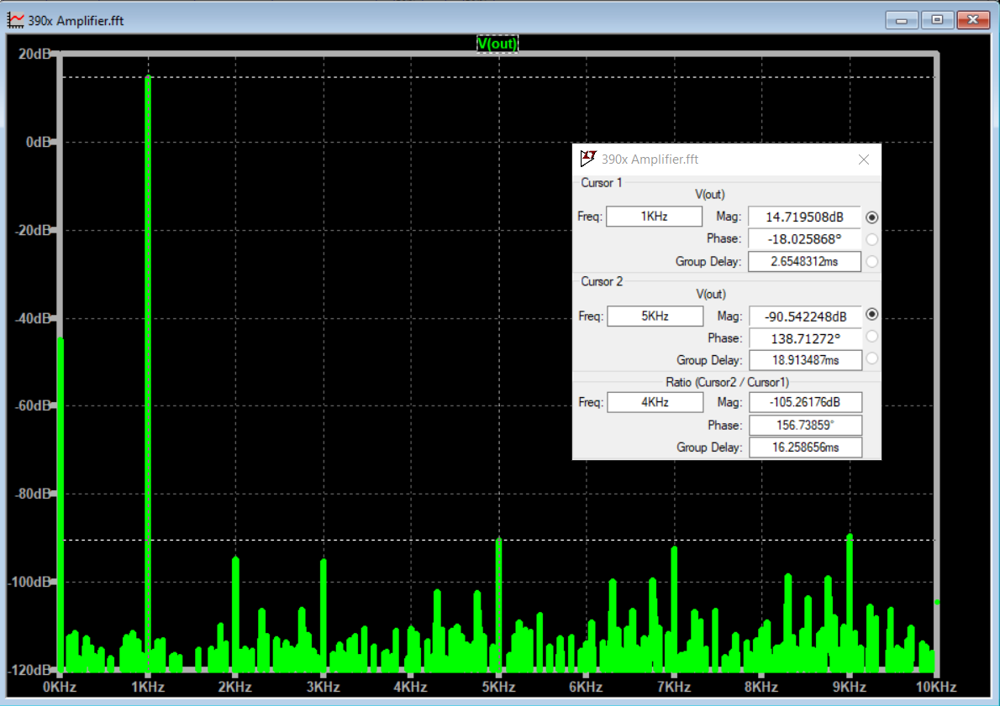 390x Amplifier.fft
V(out)
20dB
0dB
-20dB
-40dB
-60dB
-80dB
-100dB
-120dB
0KHz 1KHz 2KHz 3KHz 4KHz 5KHz 6KHz 7KHz 8KHz 9KHz 10KHz
390x Amplifier.fft
Cursor 1
V(out)
Freq: 1KHz Mag: 14.719508dB
Phase: -18.025868°
Group Delay: 2.6548312ms
Cursor 2
V(out)
Freq: 5KHz Mag: -90.542248dB
Phase: 138.71272°
Group Delay: 18.913487ms
Ratio (Cursor2 / Cursor1)
Freq: 4KHz Mag: -105.26176dB
Phase: 156.73859°
Group Delay: 16.258656ms